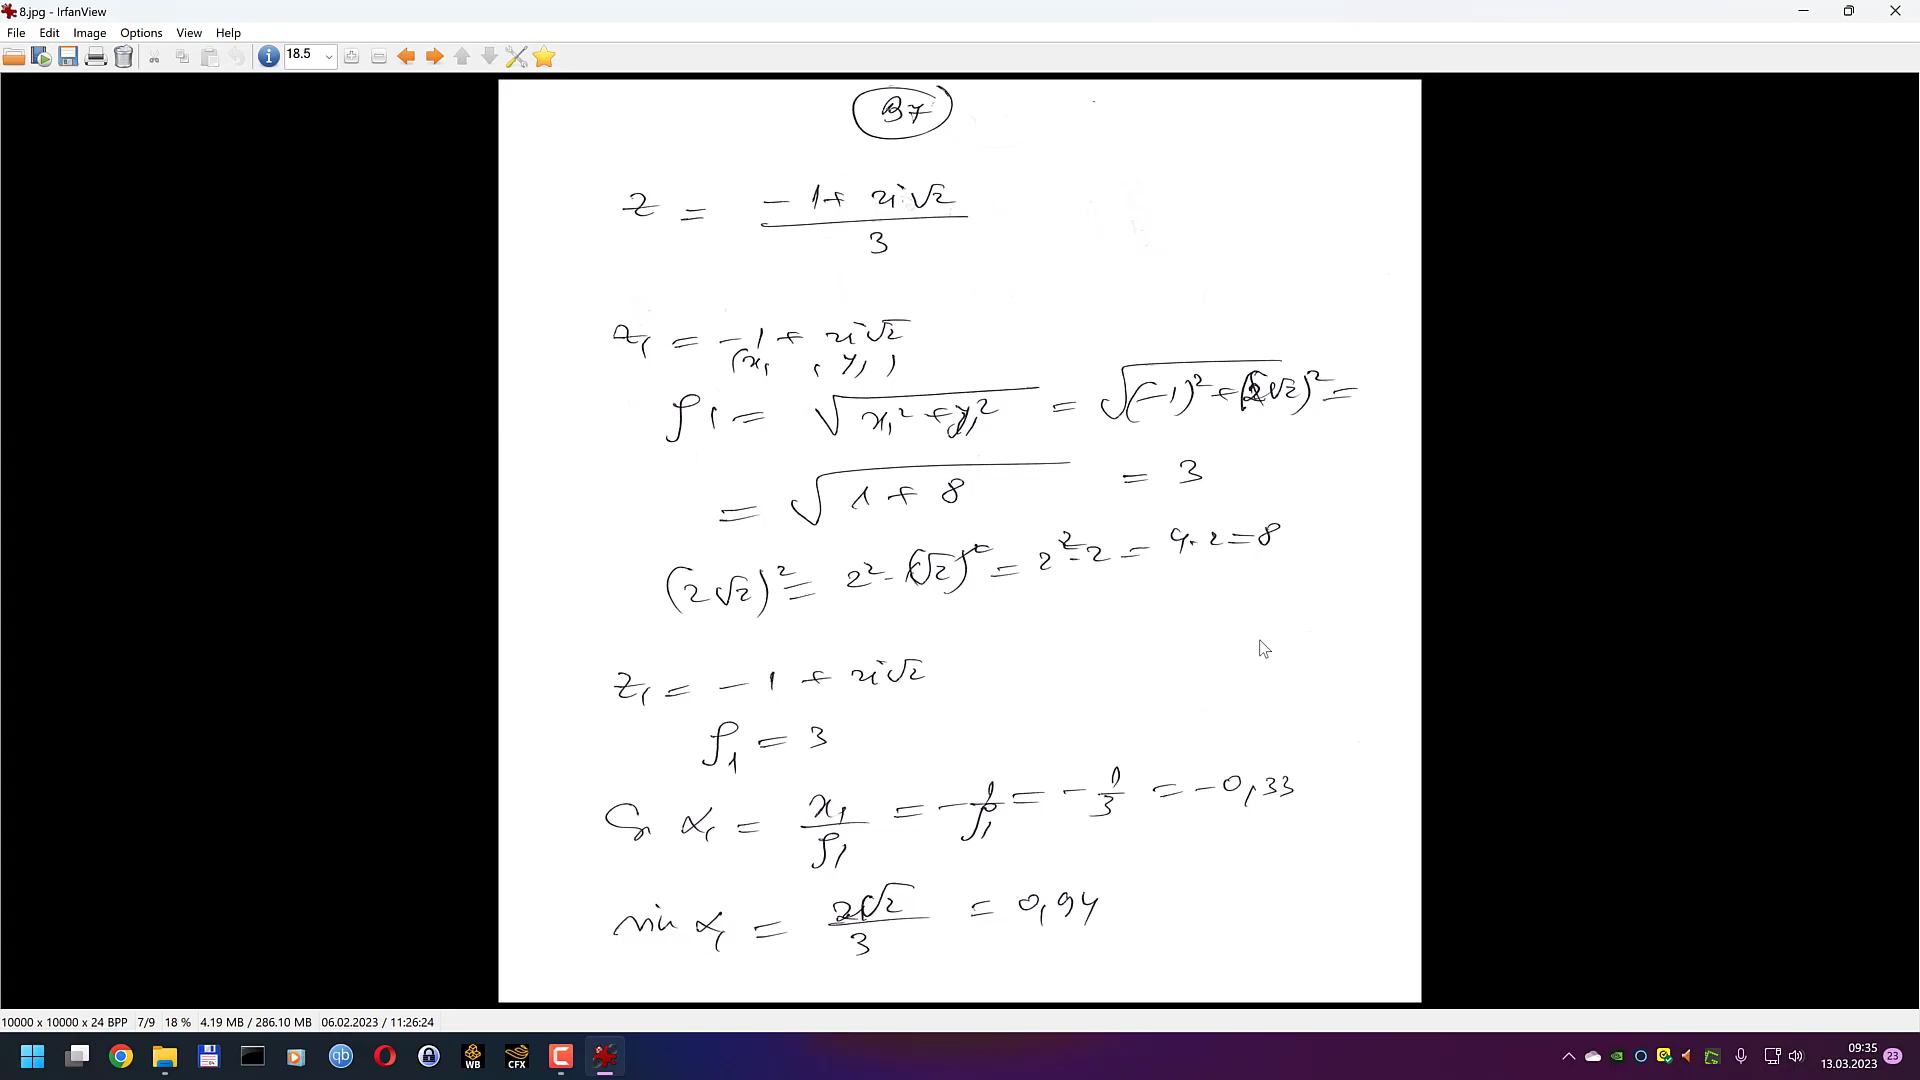 8.jpg - IrfanView
File Edit Image Options View Help
18.5
B7
z = (-1 + 2i√2) / 3
z₁ = -1 + 2i√2
(x₁ , y₁)
ρ₁ = √(x₁² + y₁²) = √((-1)² + (2√2)²) =
= √(1 + 8) = 3
(2√2)² = 2² · (√2)² = 2² · 2 = 4 · 2 = 8
z₁ = -1 + 2i√2
ρ₁ = 3
α₁ = x₁/ρ₁ = -1/ρ₁ = -1/3 = -0,33
sin α₁ = 2√2/3 = 0,94
10000 x 10000 x 24 BPP 7/9 18 % 4.19 MB / 286.10 MB 06.02.2023 / 11:26:24
qb WB CFX
09:35
13.03.2023 23